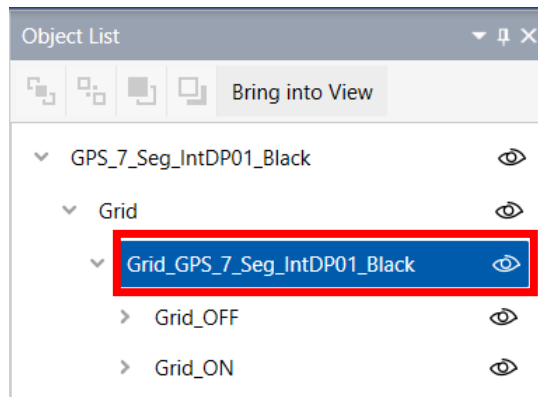 Object List
Bring into View
GPS_7_Seg_IntDP01_Black
Grid
Grid_GPS_7_Seg_IntDP01_Black
Grid_OFF
Grid_ON